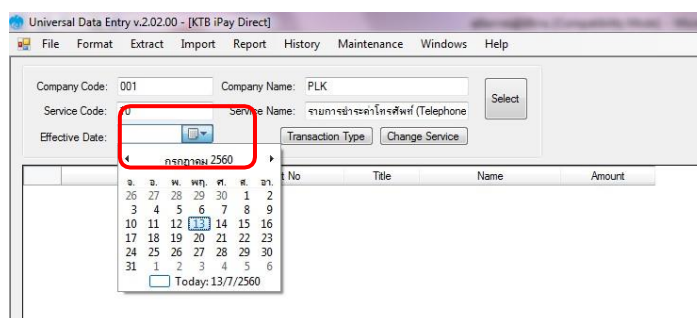 Universal Data Entry v.2.02.00 - [KTB iPay Direct]
File Format Extract Import Report History Maintenance Windows Help
Company Code: 001 Company Name: PLK Select
Service Code: 0 Service Name: รายการชำระค่าโทรศัพท์ (Telephone
Effective Date: Transaction Type Change Service
t No Title Name Amount
กรกฎาคม 2560
จ. อ. พ. พฤ. ศ. ส. อา.
26 27 28 29 30 1 2
3 4 5 6 7 8 9
10 11 12 13 14 15 16
17 18 19 20 21 22 23
24 25 26 27 28 29 30
31 1 2 3 4 5 6
Today: 13/7/2560